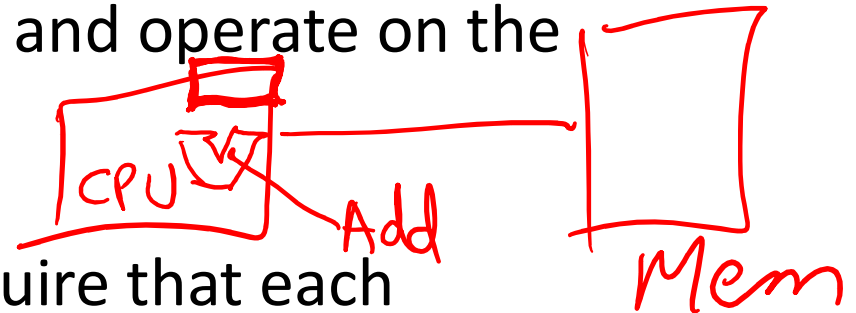 and operate on the
CPU
Add
uire that each
Mem